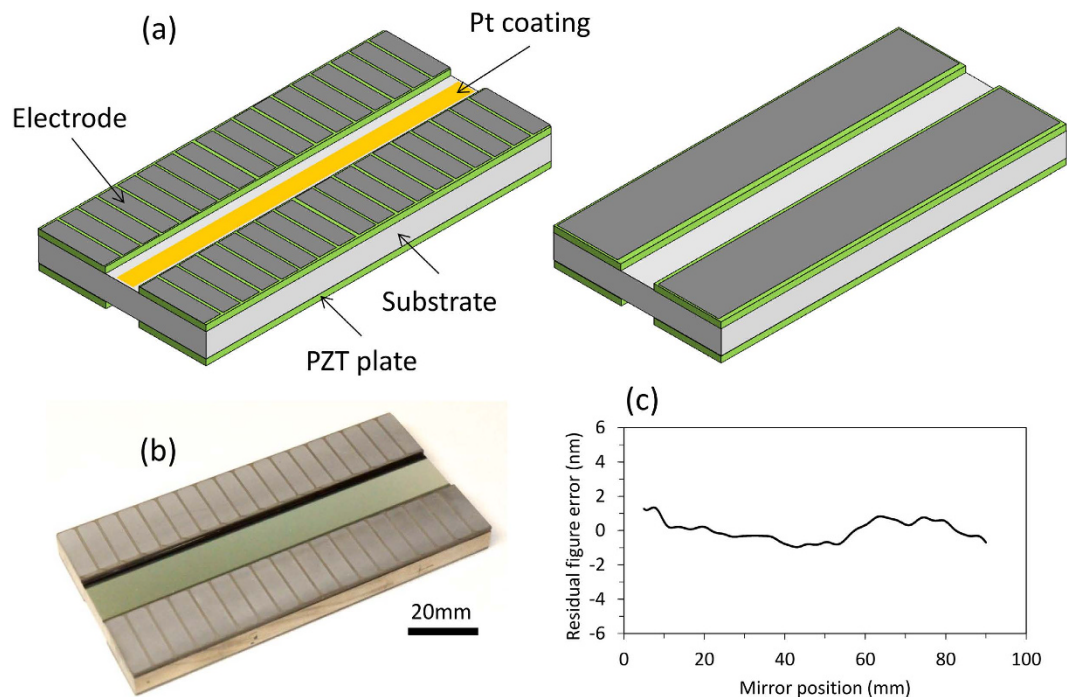 (a)
Pt coating
Electrode
Substrate
PZT plate
(b)
20mm
(c)
Residual figure error (nm)
6
4
2
0
-2
-4
-6
0 20 40 60 80 100
Mirror position (mm)